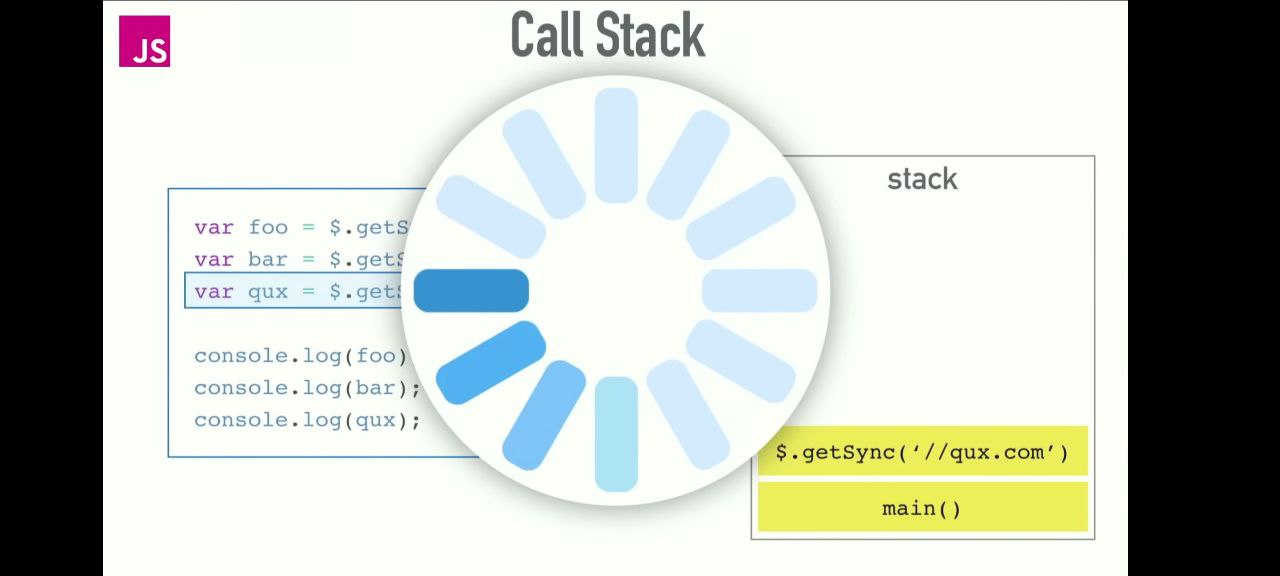 JS
Call Stack
var foo = $.getS
var bar = $.getS
var qux = $.getS
console.log(foo)
console.log(bar);
console.log(qux);
stack
$.getSync(‘//qux.com’)
main()